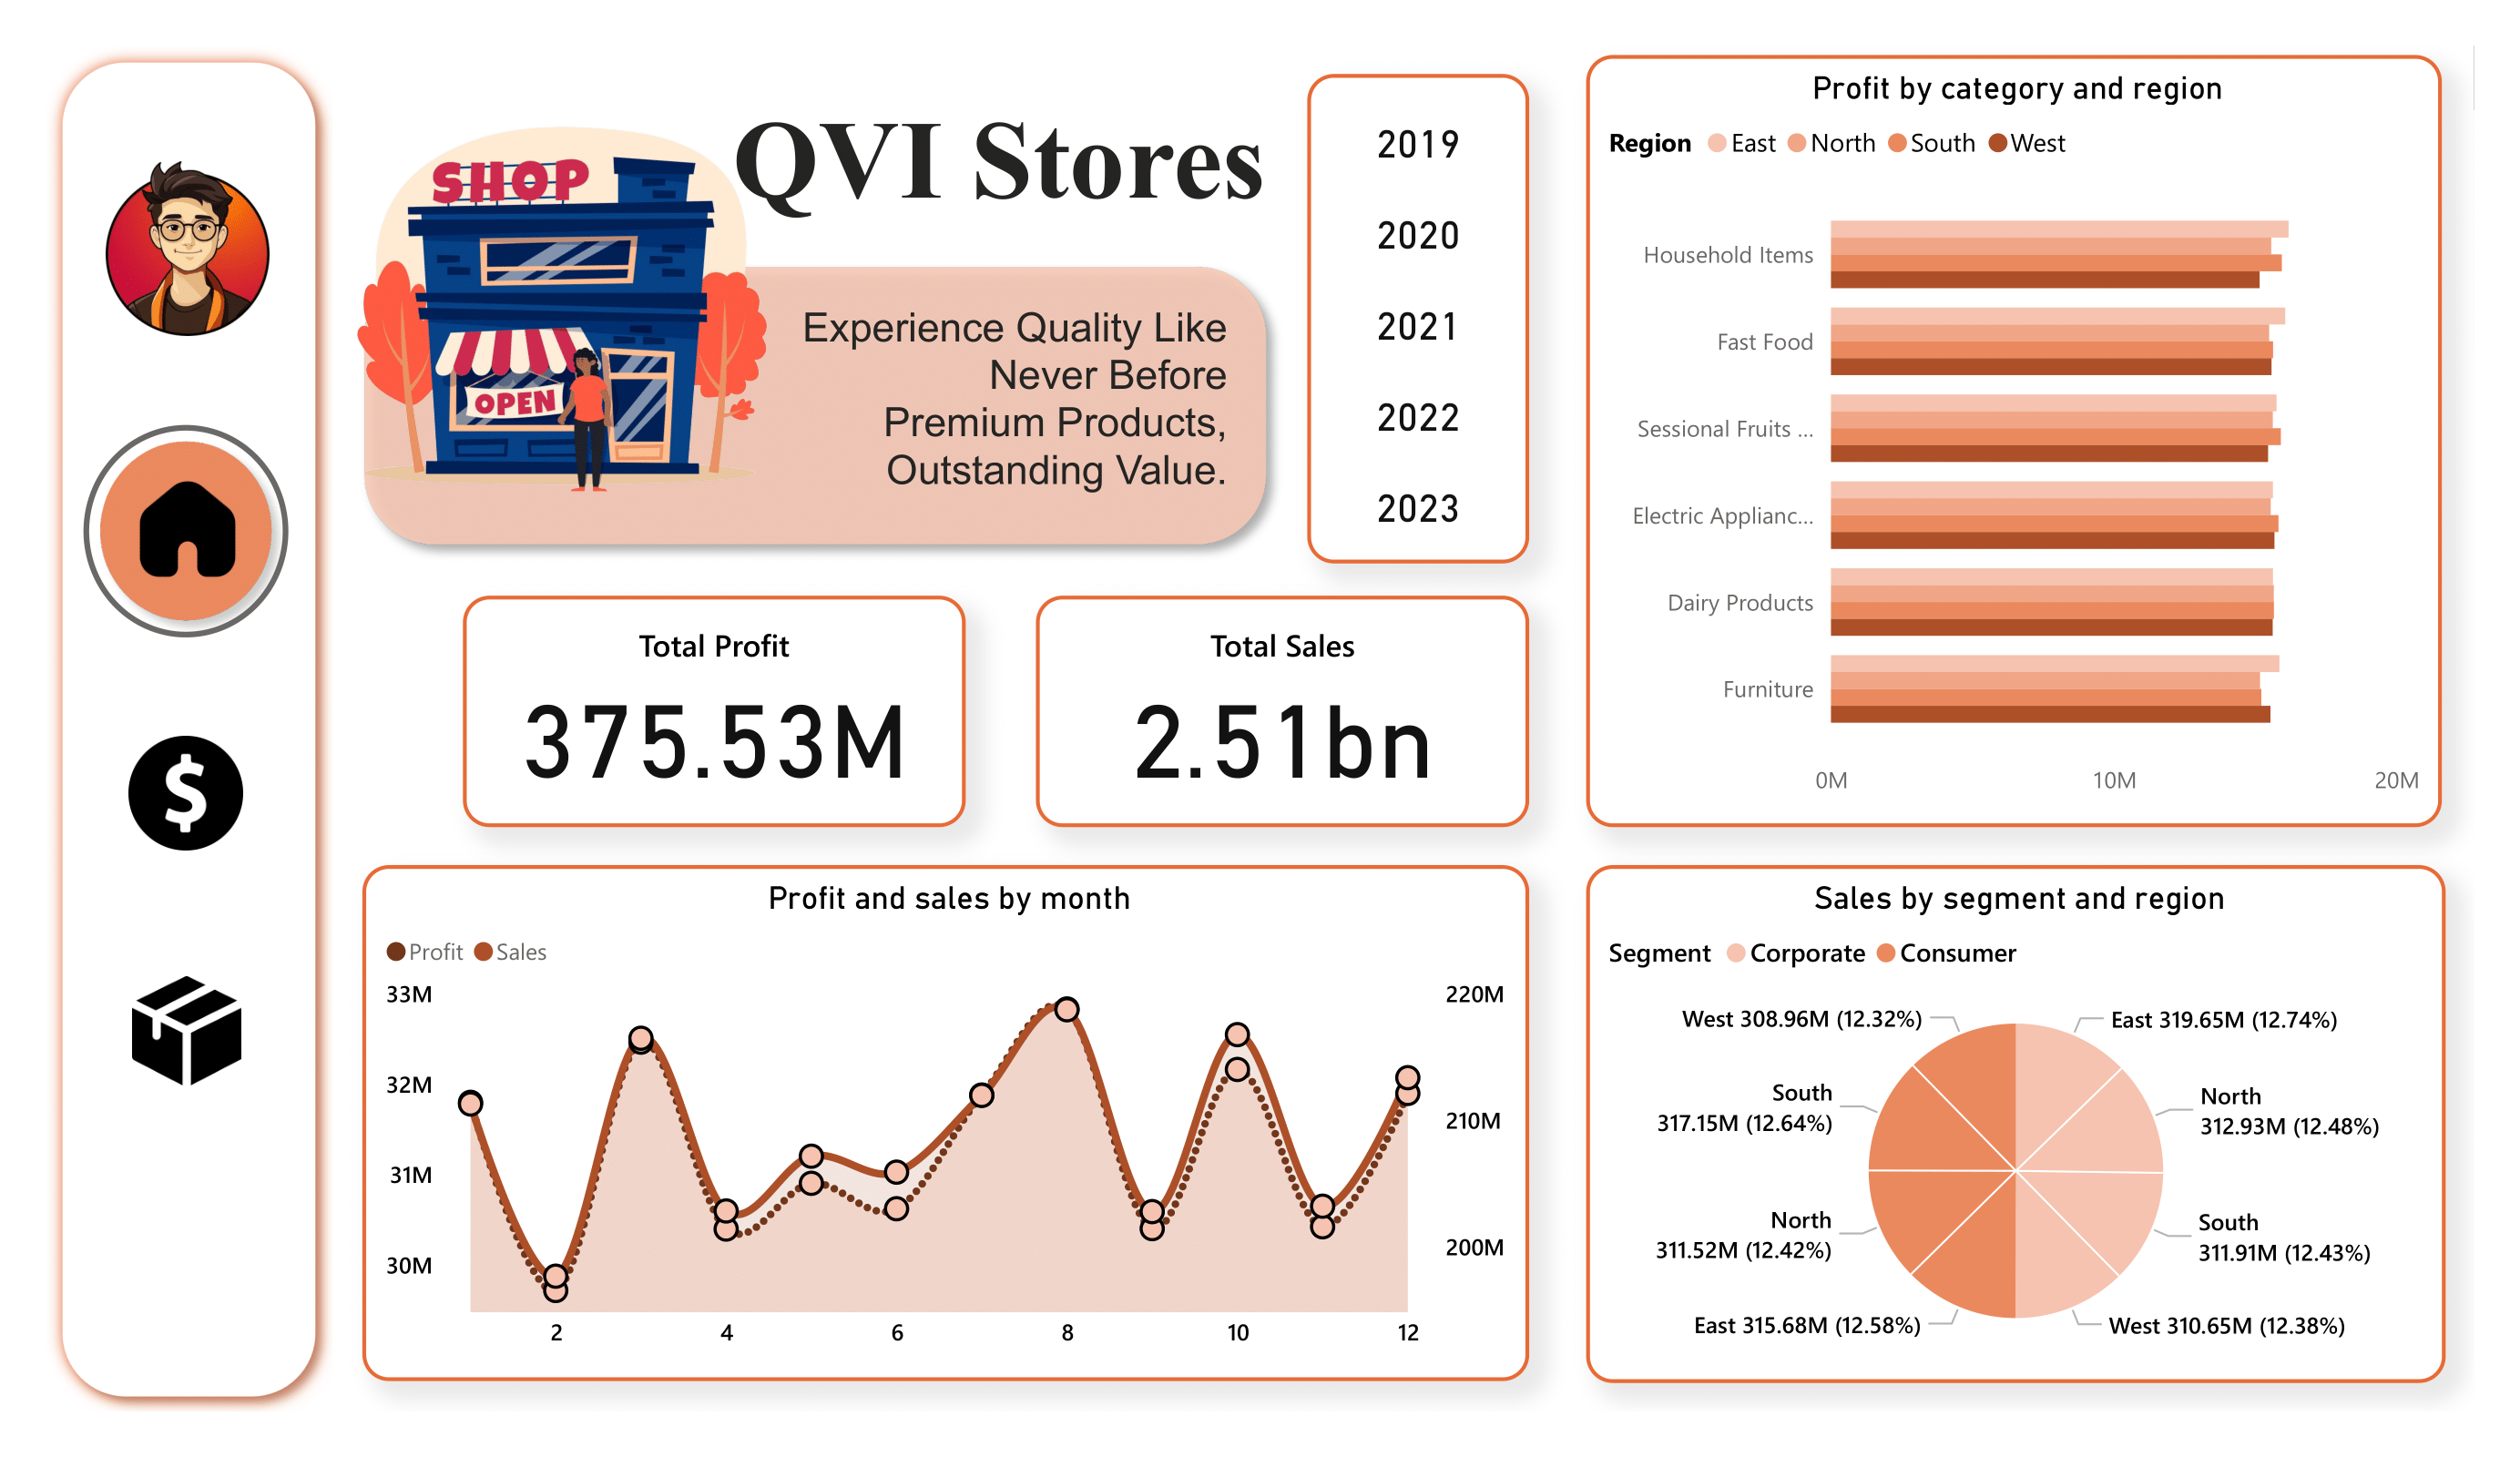 SHOP
OPEN
QVI Stores
Experience Quality Like
Never Before
Premium Products,
Outstanding Value.
2019
2020
2021
2022
2023
Total Profit
375.53M
Total Sales
2.51bn
Profit by category and region
Region East North South West
Household Items
Fast Food
Sessional Fruits ...
Electric Applianc...
Dairy Products
Furniture
0M 10M 20M
Profit and sales by month
Profit Sales
33M
32M
31M
30M
220M
210M
200M
2 4 6 8 10 12
Sales by segment and region
Segment Corporate Consumer
West 308.96M (12.32%)
East 319.65M (12.74%)
South
317.15M (12.64%)
North
312.93M (12.48%)
North
311.52M (12.42%)
South
311.91M (12.43%)
East 315.68M (12.58%)
West 310.65M (12.38%)